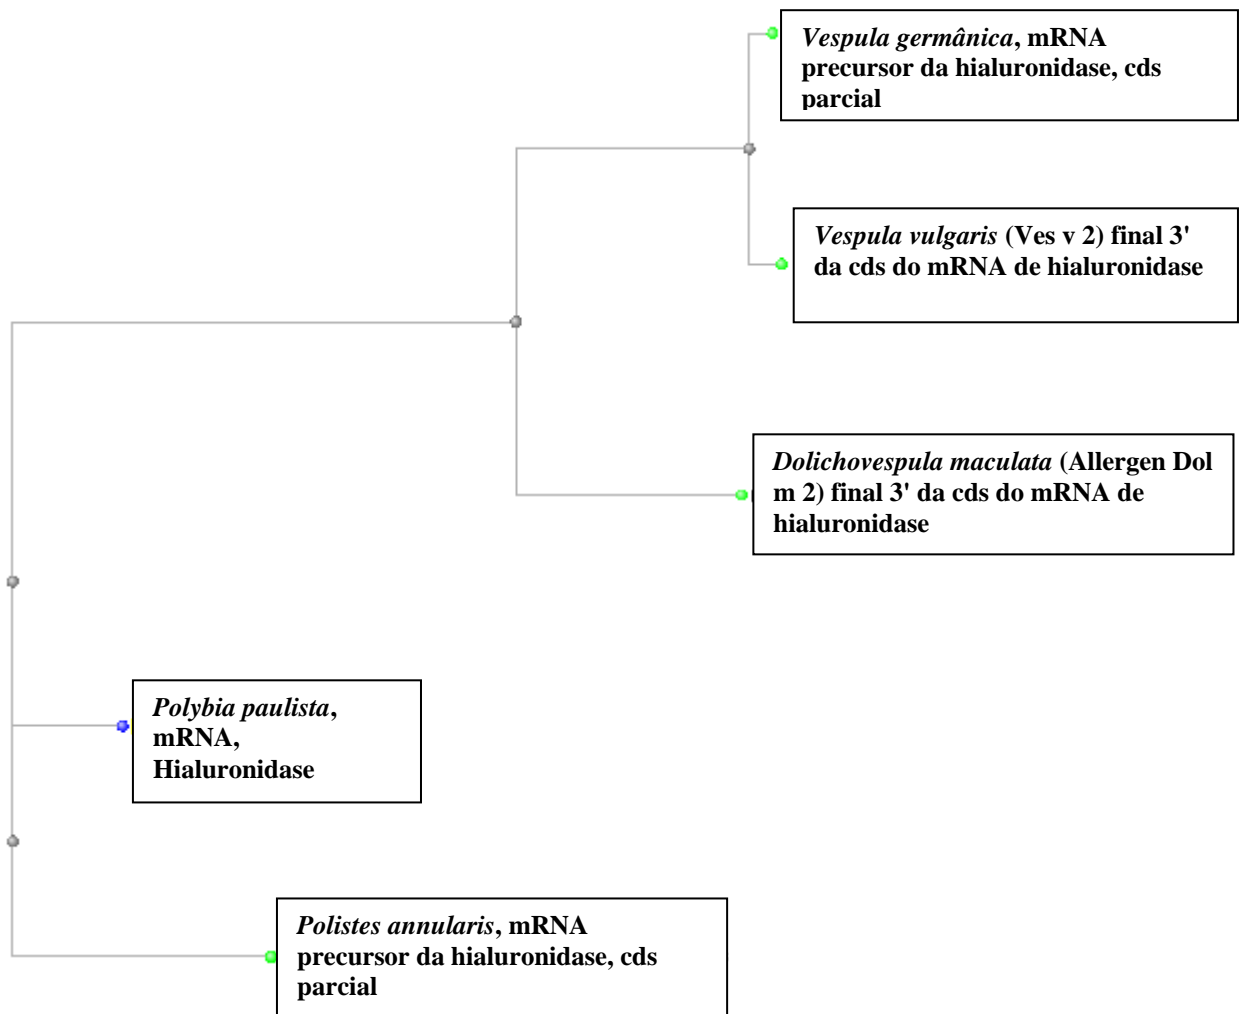 Vespula germânica, mRNA
precursor da hialuronidase, cds
parcial
Vespula vulgaris (Ves v 2) final 3'
da cds do mRNA de hialuronidase
Dolichovespula maculata (Allergen Dol
m 2) final 3' da cds do mRNA de
hialuronidase
Polybia paulista,
mRNA,
Hialuronidase
Polistes annularis, mRNA
precursor da hialuronidase, cds
parcial